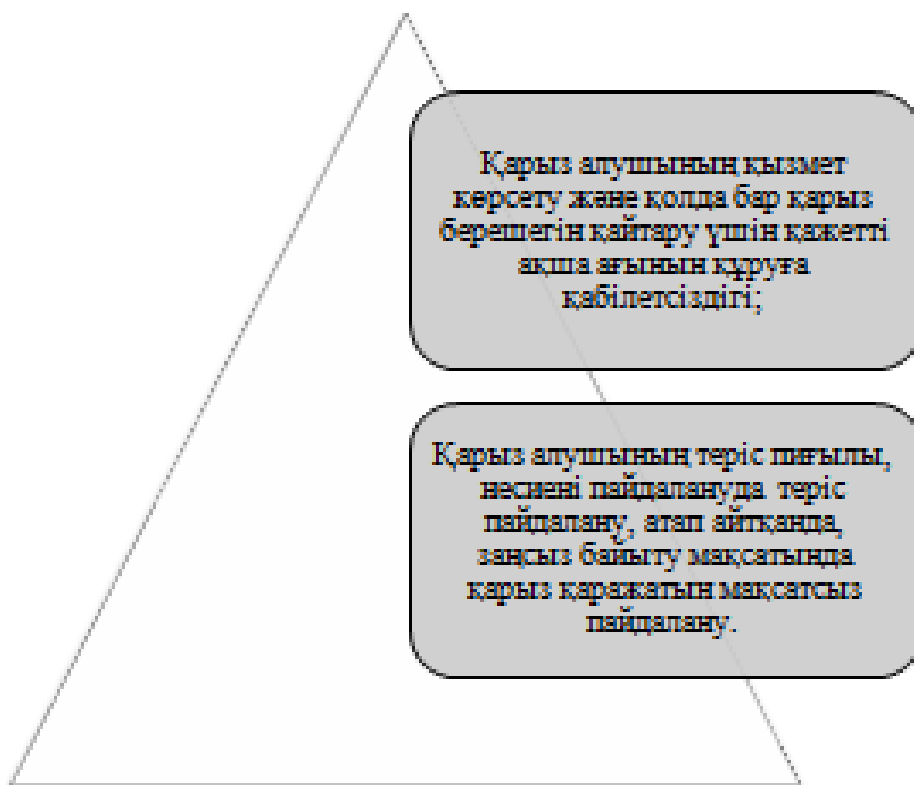 Қарыз алушының қызмет
көрсету және қолда бар қарыз
берешегін қайтару үшін қажетті
ақша ағынын құруға
қабілетсіздігі;
Қарыз алушының теріс пиғылы,
несиені пайдалануда теріс
пайдалану, атап айтқанда,
заңсыз байыту мақсатында
қарыз қаражатын мақсатсыз
пайдалану.